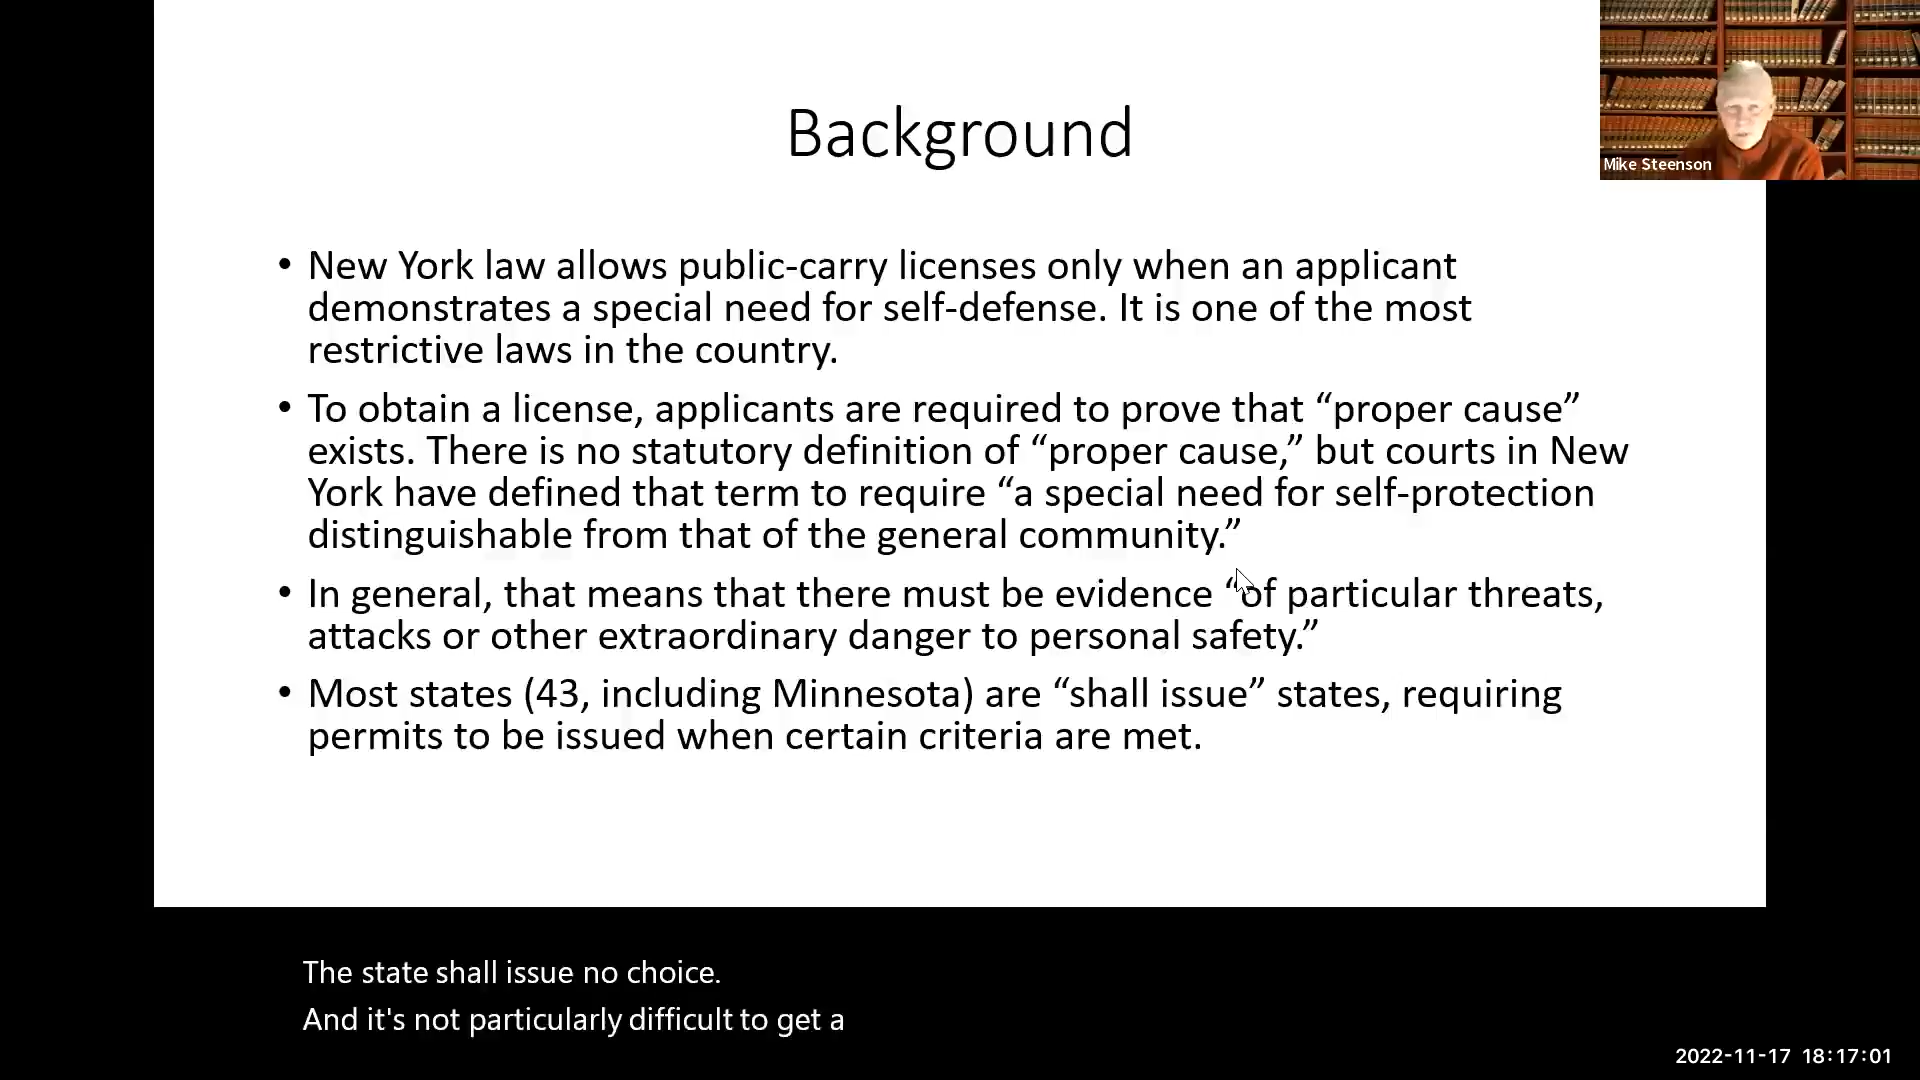 Background
Mike Steenson
• New York law allows public-carry licenses only when an applicant
demonstrates a special need for self-defense. It is one of the most
restrictive laws in the country.
• To obtain a license, applicants are required to prove that “proper cause”
exists. There is no statutory definition of “proper cause,” but courts in New
York have defined that term to require “a special need for self-protection
distinguishable from that of the general community.”
• In general, that means that there must be evidence “of particular threats,
attacks or other extraordinary danger to personal safety.”
• Most states (43, including Minnesota) are “shall issue” states, requiring
permits to be issued when certain criteria are met.
The state shall issue no choice.
And it's not particularly difficult to get a
2022-11-17 18:17:01